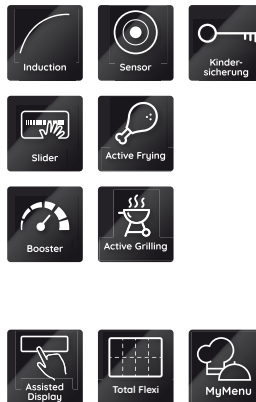 Induction
Sensor
Kinder-
sicherung
Slider
Active Frying
Booster
Active Grilling
Assisted
Display
Total Flexi
MyMenu